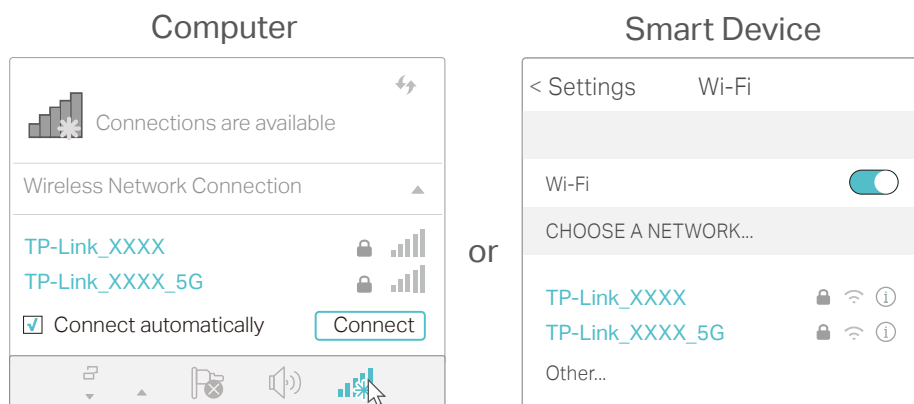 Computer
Connections are available
Wireless Network Connection
TP-Link_XXXX
TP-Link_XXXX_5G
Connect automatically
Connect
or
Smart Device
< Settings Wi-Fi
Wi-Fi
CHOOSE A NETWORK...
TP-Link_XXXX
TP-Link_XXXX_5G
Other...